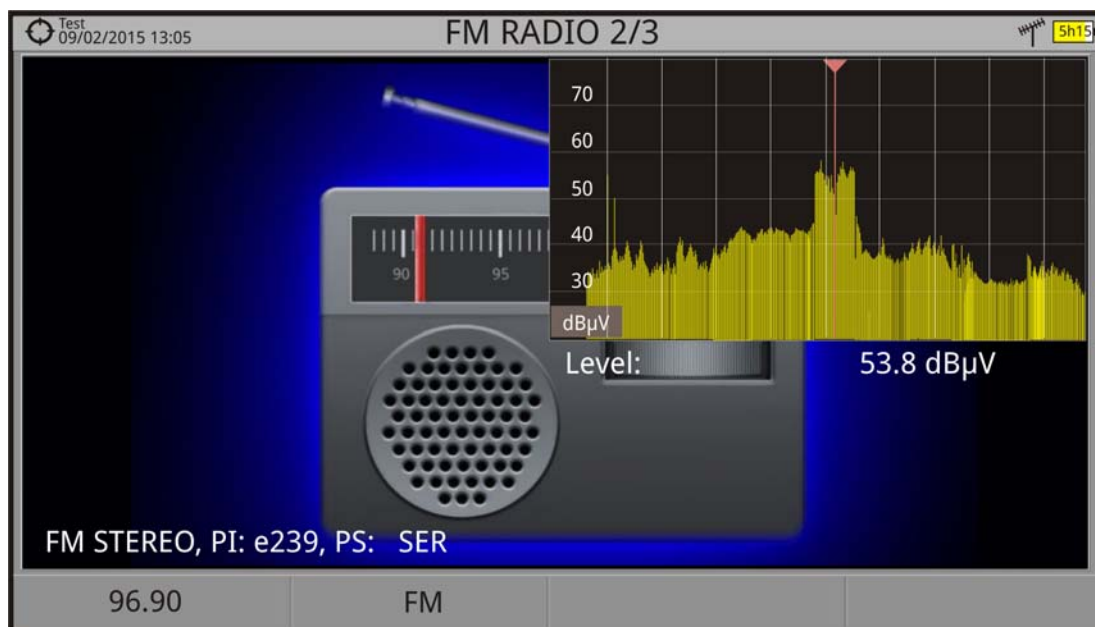 Test
09/02/2015 13:05
FM RADIO 2/3
5h15
70
60
50
40
30
dBµV
90
95
Level: 53.8 dBµV
FM STEREO, PI: e239, PS: SER
96.90
FM